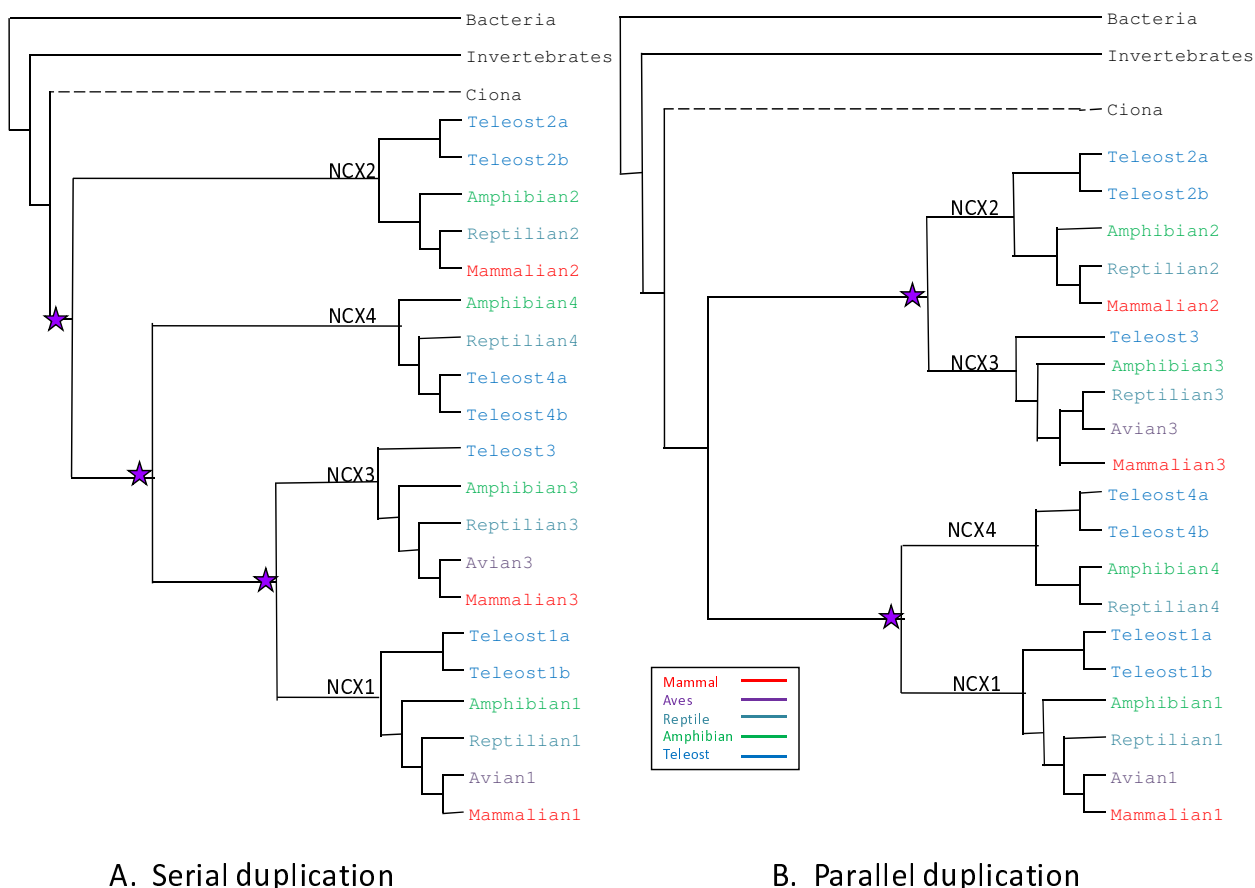 Bacteria
Invertebrates
Ciona
Teleost2a
NCX2
Teleost2b
Amphibian2
Reptilian2
Mammalian2
Amphibian4
NCX4
Reptilian4
Teleost4a
Teleost4b
Teleost3
NCX3
Amphibian3
Reptilian3
Avian3
Mammalian3
Teleost1a
Teleost1b
NCX1
Amphibian1
Reptilian1
Avian1
Mammalian1
A. Serial duplication
Bacteria
Invertebrates
Ciona
Teleost2a
Teleost2b
NCX2
Amphibian2
Reptilian2
Mammalian2
Teleost3
NCX3
Amphibian3
Reptilian3
Avian3
Mammalian3
Teleost4a
NCX4
Teleost4b
Amphibian4
Reptilian4
Teleost1a
Teleost1b
NCX1
Amphibian1
Reptilian1
Avian1
Mammalian1
Mammal
Aves
Reptile
Amphibian
Teleost
B. Parallel duplication